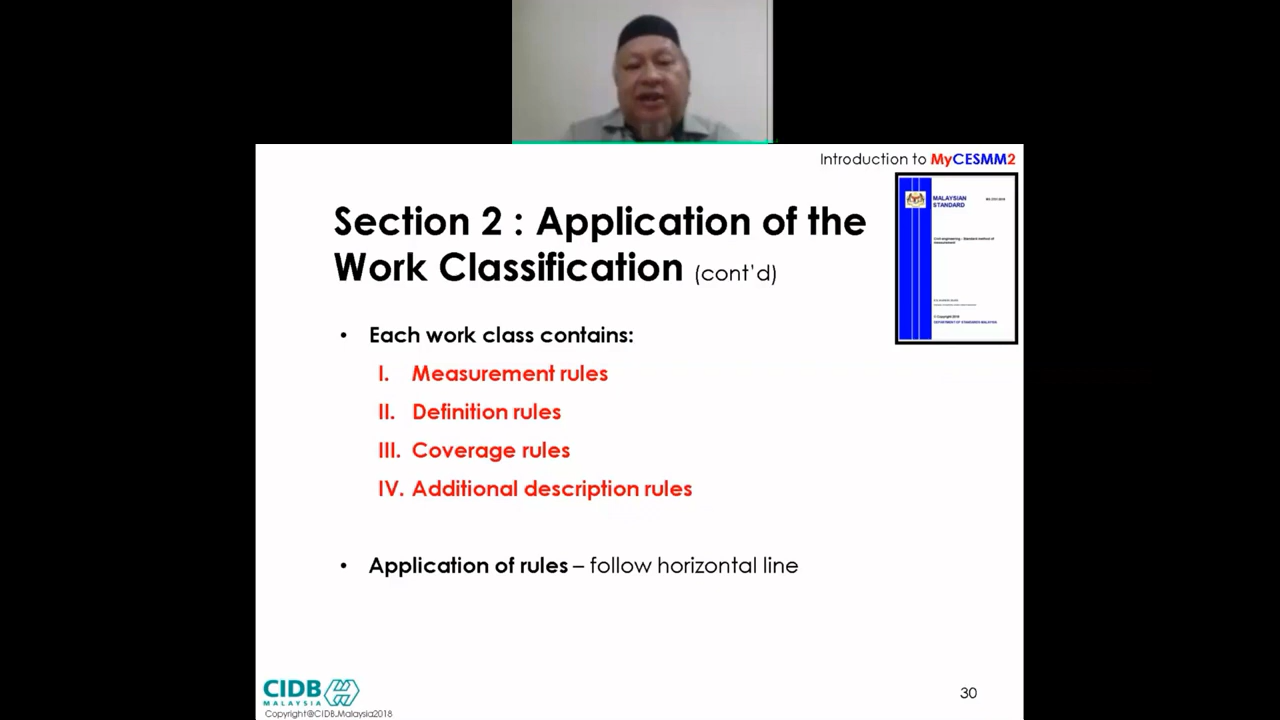 Introduction to MyCESMM2
MALAYSIAN
STANDARD
Section 2 : Application of the
Work Classification (cont'd)
• Each work class contains:
I. Measurement rules
II. Definition rules
III. Coverage rules
IV. Additional description rules
• Application of rules – follow horizontal line
CIDB
MALAYSIA
Copyright@CIDB.Malaysia2018
30